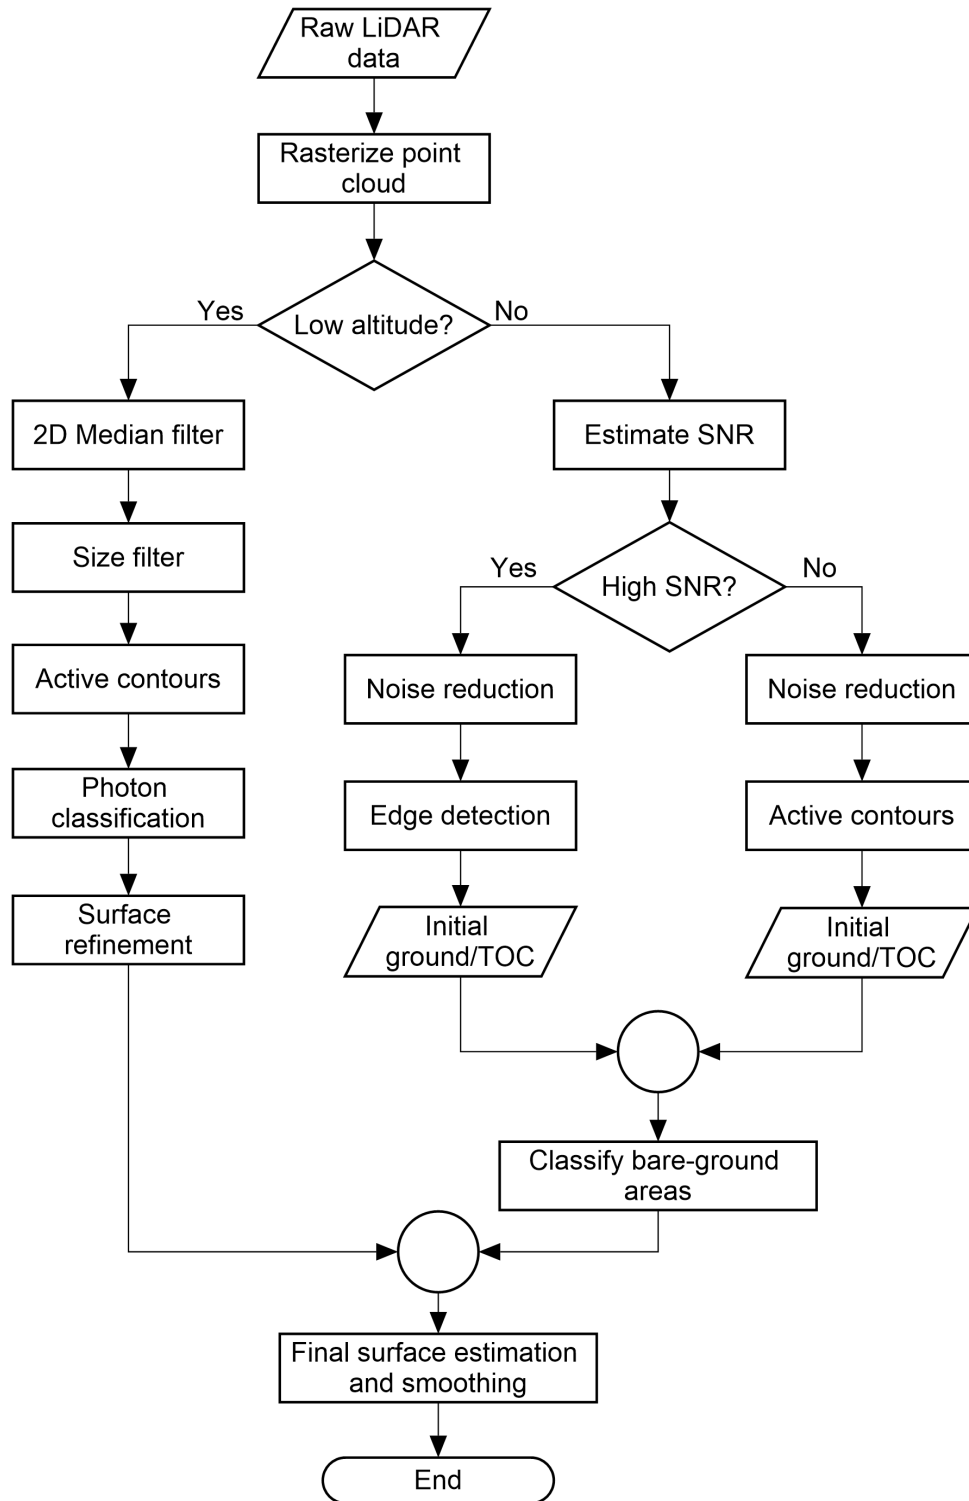 Raw LiDAR
data
Rasterize point
cloud
Low altitude?
Yes
No
2D Median filter
Size filter
Active contours
Photon
classification
Surface
refinement
Estimate SNR
High SNR?
Yes
No
Noise reduction
Edge detection
Initial
ground/TOC
Noise reduction
Active contours
Initial
ground/TOC
Classify bare-ground
areas
Final surface estimation
and smoothing
End